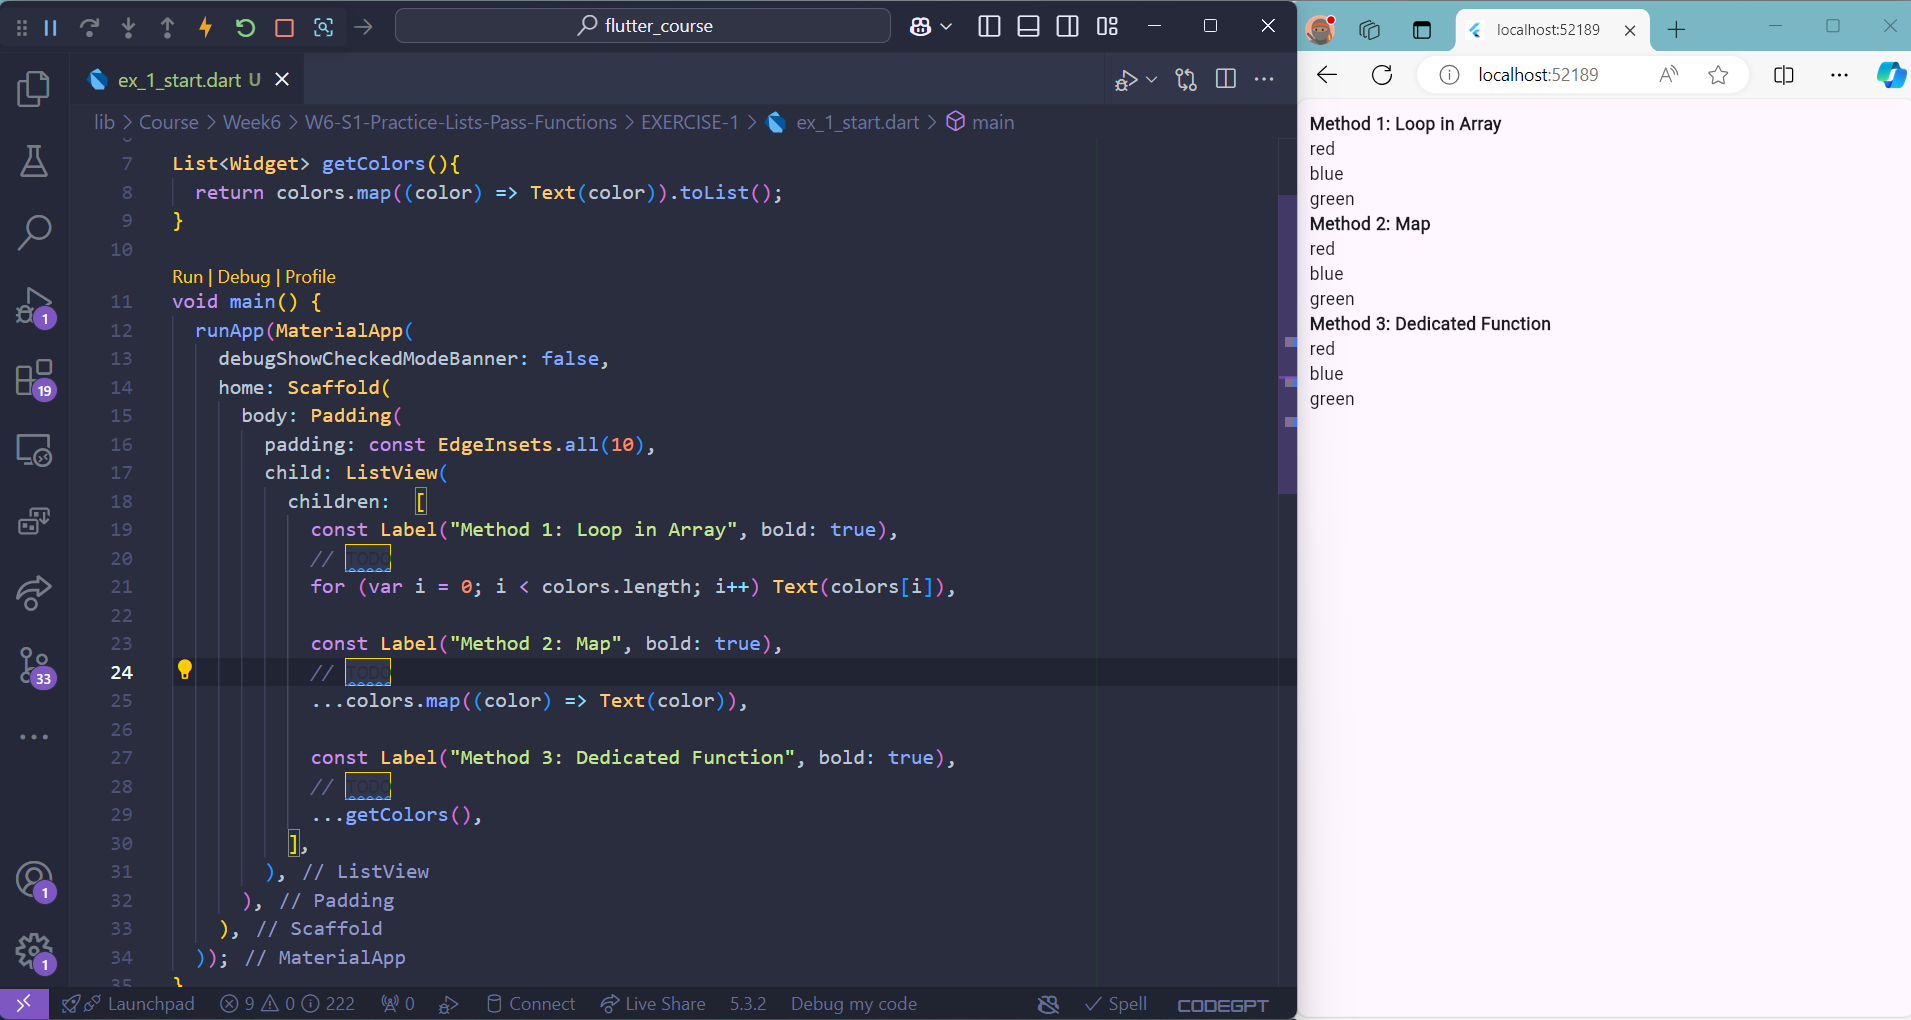 flutter_course
ex_1_start.dart U
lib > Course > Week6 > W6-S1-Practice-Lists-Pass-Functions > EXERCISE-1 > ex_1_start.dart > main
7 List<Widget> getColors(){
8 return colors.map((color) => Text(color)).toList();
9 }
10
Run | Debug | Profile
11 void main() {
12 runApp(MaterialApp(
13 debugShowCheckedModeBanner: false,
14 home: Scaffold(
15 body: Padding(
16 padding: const EdgeInsets.all(10),
17 child: ListView(
18 children: [
19 const Label("Method 1: Loop in Array", bold: true),
20 // TODO
21 for (var i = 0; i < colors.length; i++) Text(colors[i]),
22
23 const Label("Method 2: Map", bold: true),
24 // TODO
25 ...colors.map((color) => Text(color)),
26
27 const Label("Method 3: Dedicated Function", bold: true),
28 // TODO
29 ...getColors(),
30 ],
31 ), // ListView
32 ), // Padding
33 ), // Scaffold
34 )); // MaterialApp
35 }
1
19
33
1
1
Launchpad 9 0 222 0 Connect Live Share 5.3.2 Debug my code Spell CODEGPT
localhost:52189
localhost:52189
Method 1: Loop in Array
red
blue
green
Method 2: Map
red
blue
green
Method 3: Dedicated Function
red
blue
green